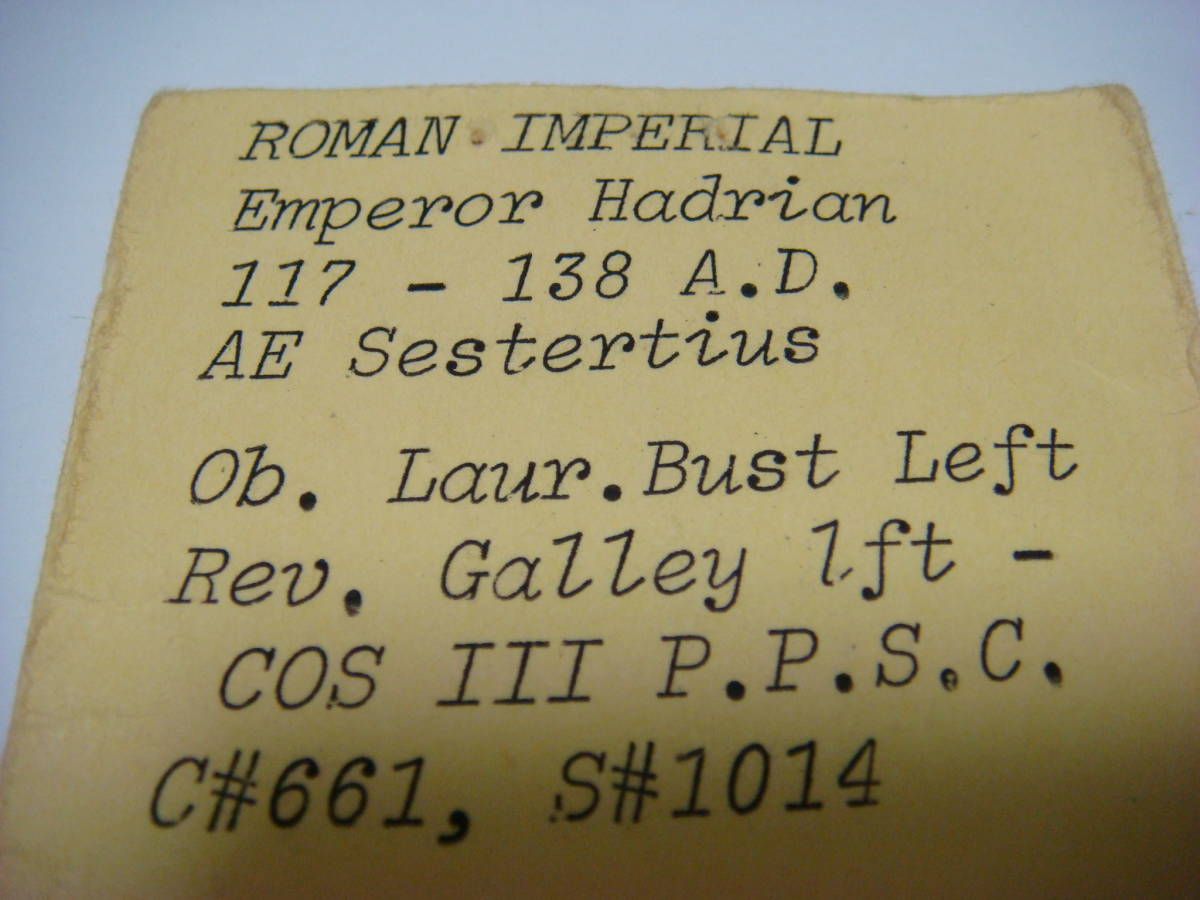 ROMAN IMPERIAL
Emperor Hadrian
117 - 138 A.D.
AE Sestertius
Ob. Laur.Bust Left
Rev. Galley lft -
COS III P.P.S.C.
C#661, S#1014